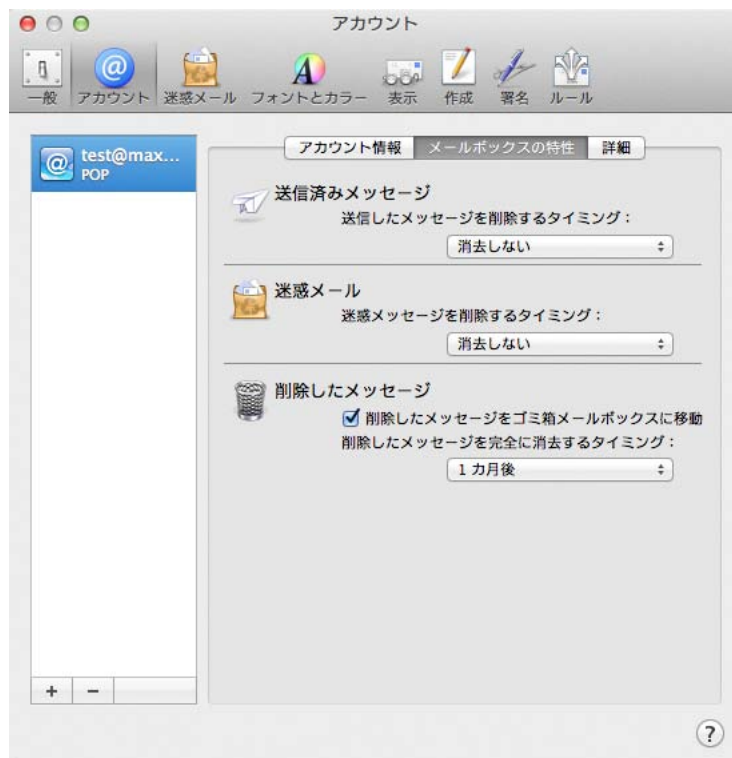 アカウント
一般 アカウント 迷惑メール フォントとカラー 表示 作成 署名 ルール
test@max...
POP
アカウント情報 メールボックスの特性 詳細
送信済みメッセージ
送信したメッセージを削除するタイミング：
消去しない
迷惑メール
迷惑メッセージを削除するタイミング：
消去しない
削除したメッセージ
削除したメッセージをゴミ箱メールボックスに移動
削除したメッセージを完全に消去するタイミング：
1 カ月後
+ −
?